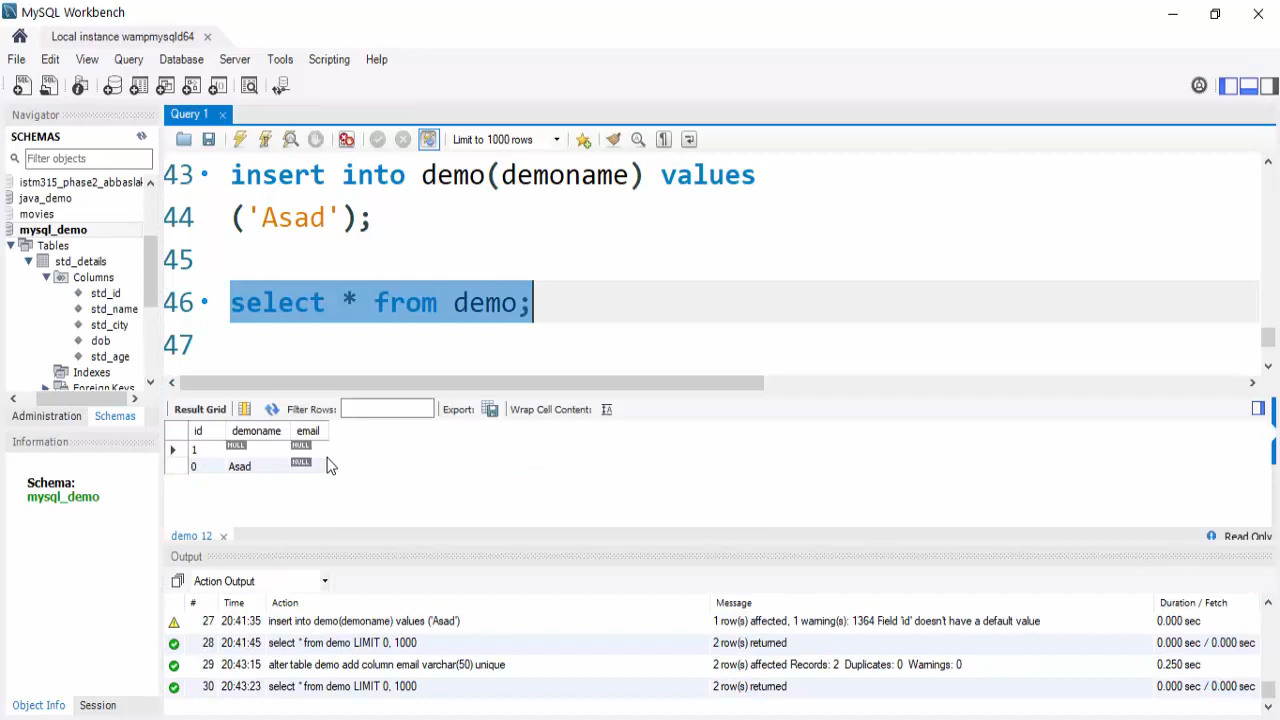 MySQL Workbench
Local instance wampmysqld64
File Edit View Query Database Server Tools Scripting Help
Navigator
SCHEMAS
Filter objects
istm315_phase2_abbaslak
java_demo
movies
mysql_demo
Tables
std_details
Columns
std_id
std_name
std_city
dob
std_age
Indexes
Foreign Keys
Administration Schemas
Information
Schema:
mysql_demo
Object Info Session
Query 1
Limit to 1000 rows
43 insert into demo(demoname) values
44 ('Asad');
45
46 select * from demo;
47
Result Grid Filter Rows: Export: Wrap Cell Content:
id demoname email
1 NULL NULL
0 Asad NULL
demo 12
Read Only
Output
Action Output
# Time Action Message Duration / Fetch
27 20:41:35 insert into demo(demoname) values ('Asad') 1 row(s) affected, 1 warning(s): 1364 Field 'id' doesn't have a default value 0.000 sec
28 20:41:45 select * from demo LIMIT 0, 1000 2 row(s) returned 0.000 sec / 0.000 sec
29 20:43:15 alter table demo add column email varchar(50) unique 2 row(s) affected Records: 2 Duplicates: 0 Warnings: 0 0.250 sec
30 20:43:23 select * from demo LIMIT 0, 1000 2 row(s) returned 0.000 sec / 0.000 sec